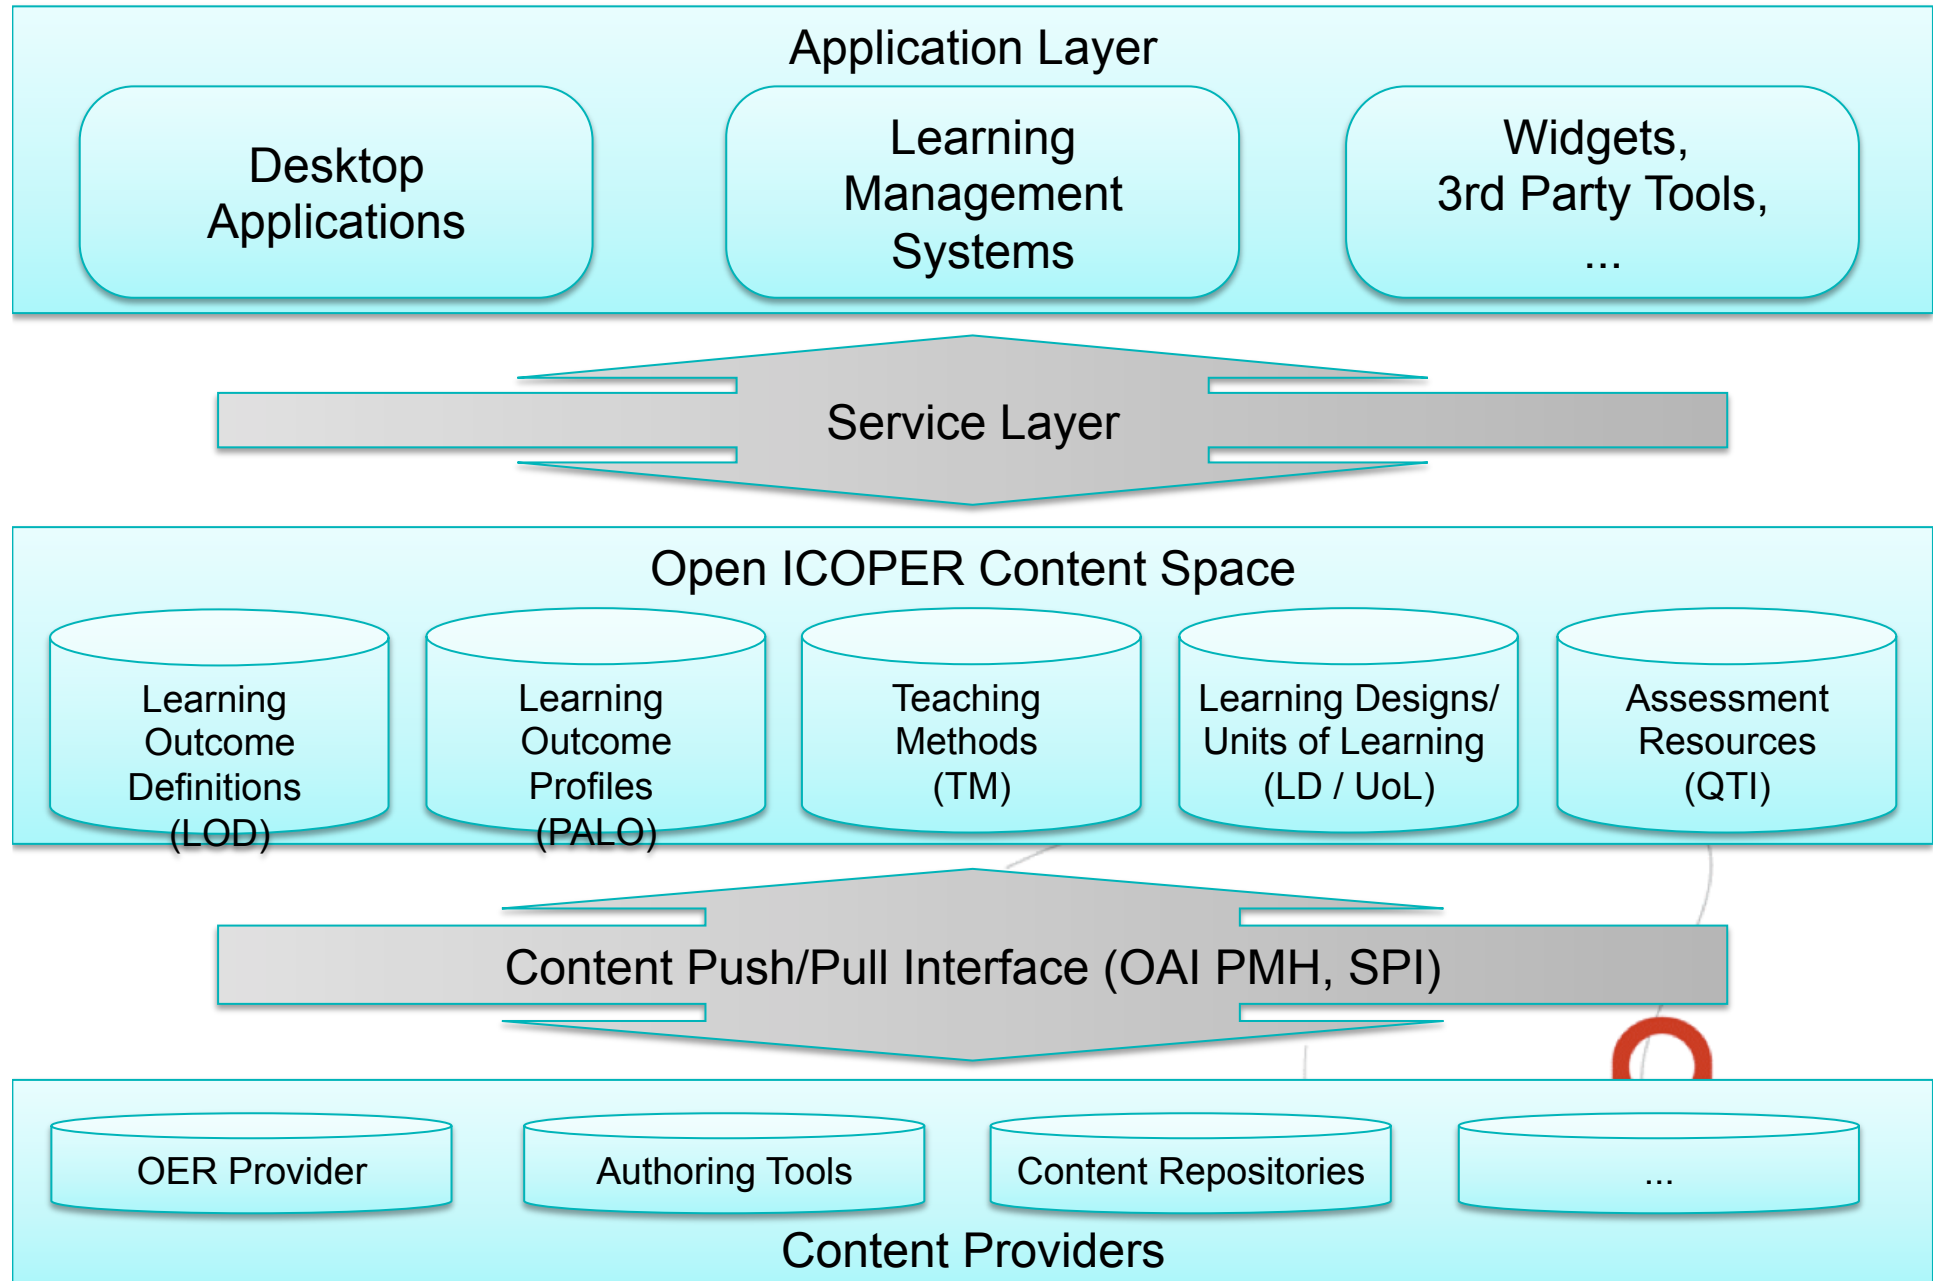 Application Layer
Desktop
Applications
Learning
Management
Systems
Widgets,
3rd Party Tools,
...
Service Layer
Open ICOPER Content Space
Learning
Outcome
Definitions
(LOD)
Learning
Outcome
Profiles
(PALO)
Teaching
Methods
(TM)
Learning Designs/
Units of Learning
(LD / UoL)
Assessment
Resources
(QTI)
Content Push/Pull Interface (OAI PMH, SPI)
OER Provider
Authoring Tools
Content Repositories
...
Content Providers